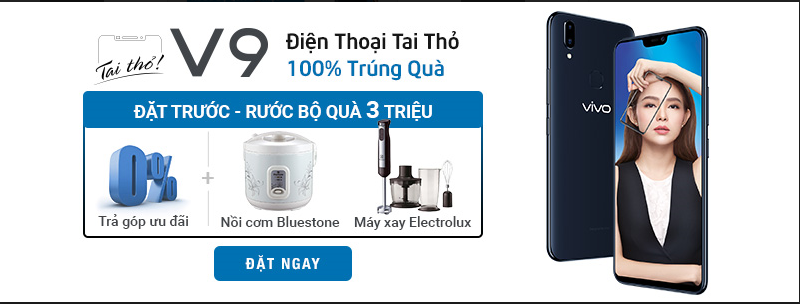 Tai thỏ!
V9
Điện Thoại Tai Thỏ
100% Trúng Quà
ĐẶT TRƯỚC - RƯỚC BỘ QUÀ 3 TRIỆU
0%
+
Trả góp ưu đãi
Nồi cơm Bluestone
Máy xay Electrolux
ĐẶT NGAY
vivo